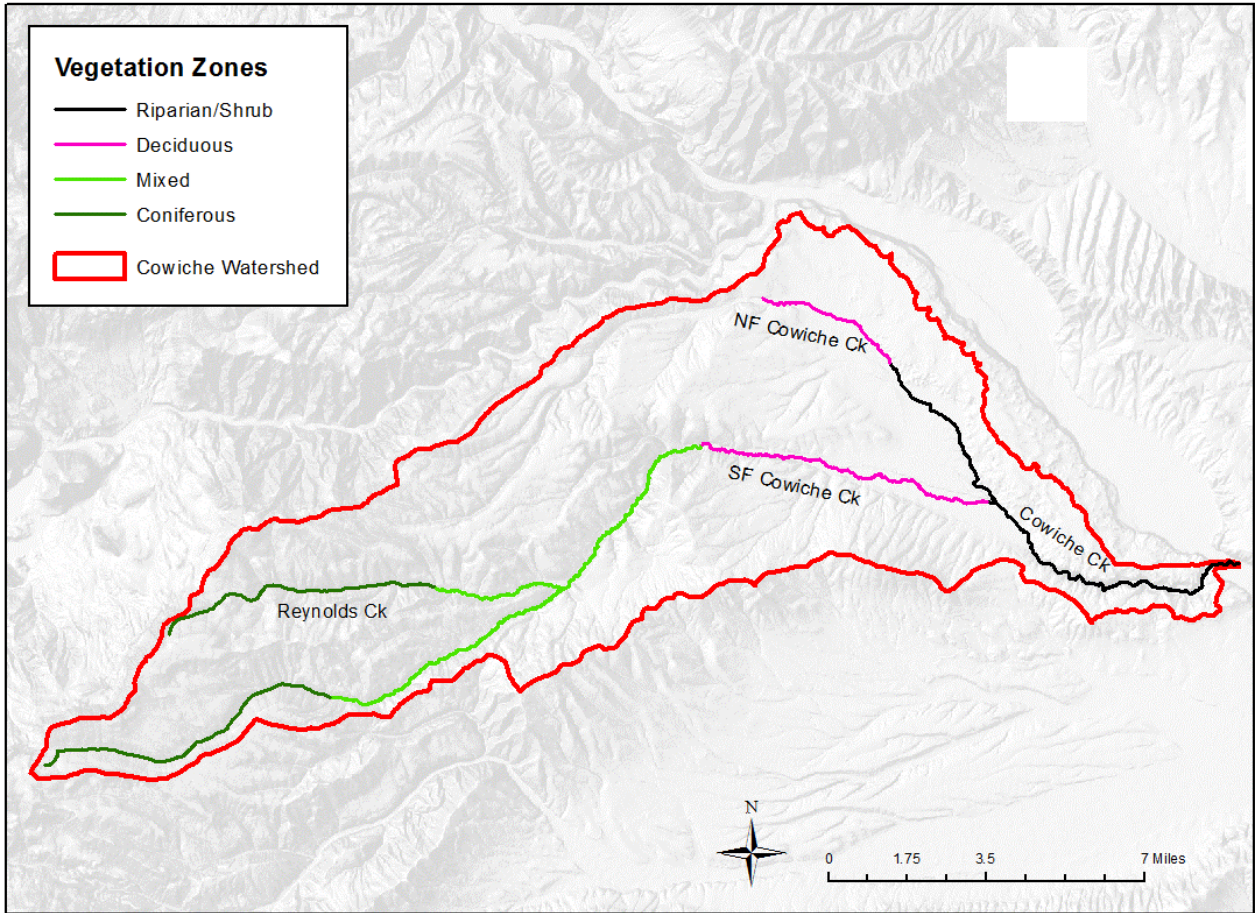 Vegetation Zones
Riparian/Shrub
Deciduous
Mixed
Coniferous
Cowiche Watershed
NF Cowiche Ck
SF Cowiche Ck
Cowiche Ck
Reynolds Ck
N
0 1.75 3.5 7 Miles